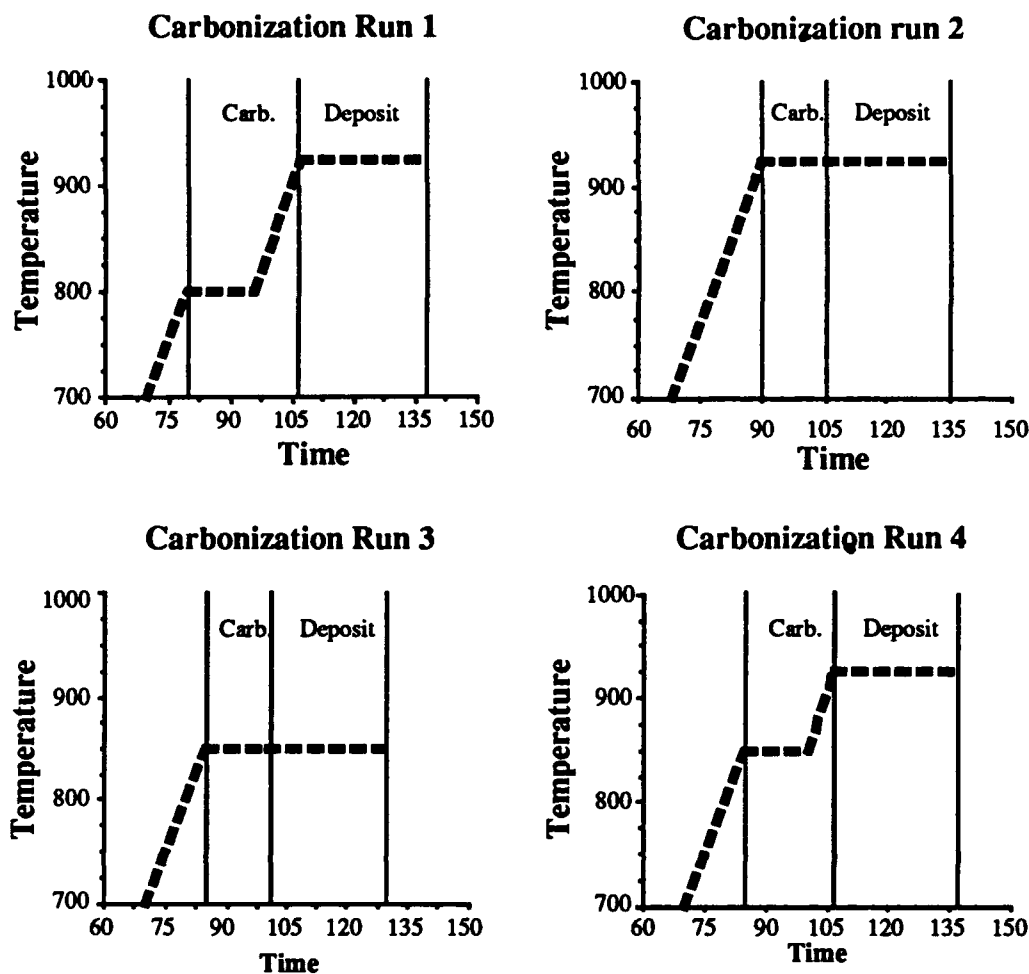 Carbonization Run 1
1000
900
800
700
Temperature
Carb.
Deposit
60 75 90 105 120 135 150
Time
Carbonization run 2
1000
900
800
700
Temperature
Carb.
Deposit
60 75 90 105 120 135 150
Time
Carbonization Run 3
1000
900
800
700
Temperature
Carb.
Deposit
60 75 90 105 120 135 150
Time
Carbonization Run 4
1000
900
800
700
Temperature
Carb.
Deposit
60 75 90 105 120 135 150
Time